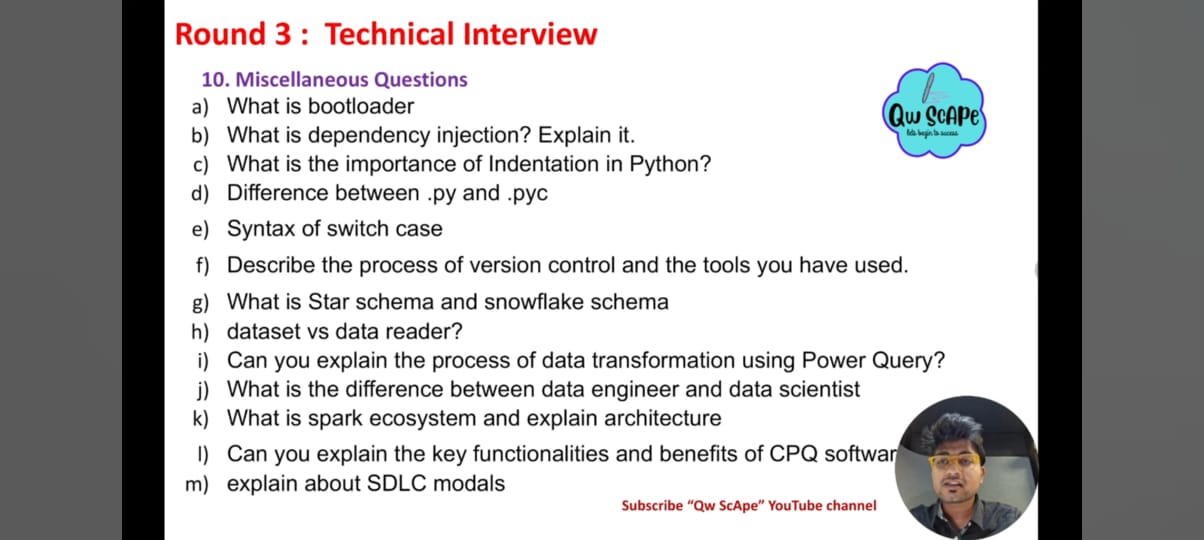 Round 3 : Technical Interview
10. Miscellaneous Questions
a) What is bootloader
b) What is dependency injection? Explain it.
c) What is the importance of Indentation in Python?
d) Difference between .py and .pyc
e) Syntax of switch case
f) Describe the process of version control and the tools you have used.
g) What is Star schema and snowflake schema
h) dataset vs data reader?
i) Can you explain the process of data transformation using Power Query?
j) What is the difference between data engineer and data scientist
k) What is spark ecosystem and explain architecture
l) Can you explain the key functionalities and benefits of CPQ softwar
m) explain about SDLC modals
Subscribe “Qw ScApe” YouTube channel
Qw ScAPe
lets begin to success